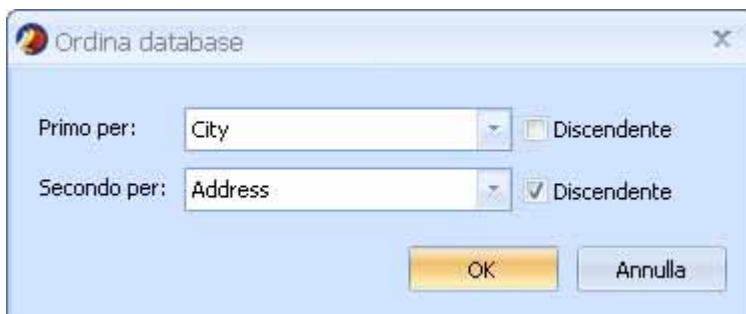 Ordina database
Primo per: City Discendente
Secondo per: Address Discendente
OK Annulla